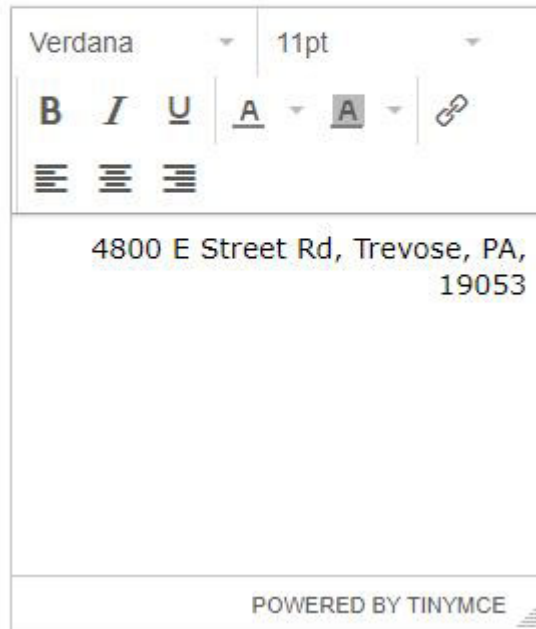 Verdana 11pt
B I U A A
4800 E Street Rd, Trevose, PA,
19053
POWERED BY TINYMCE